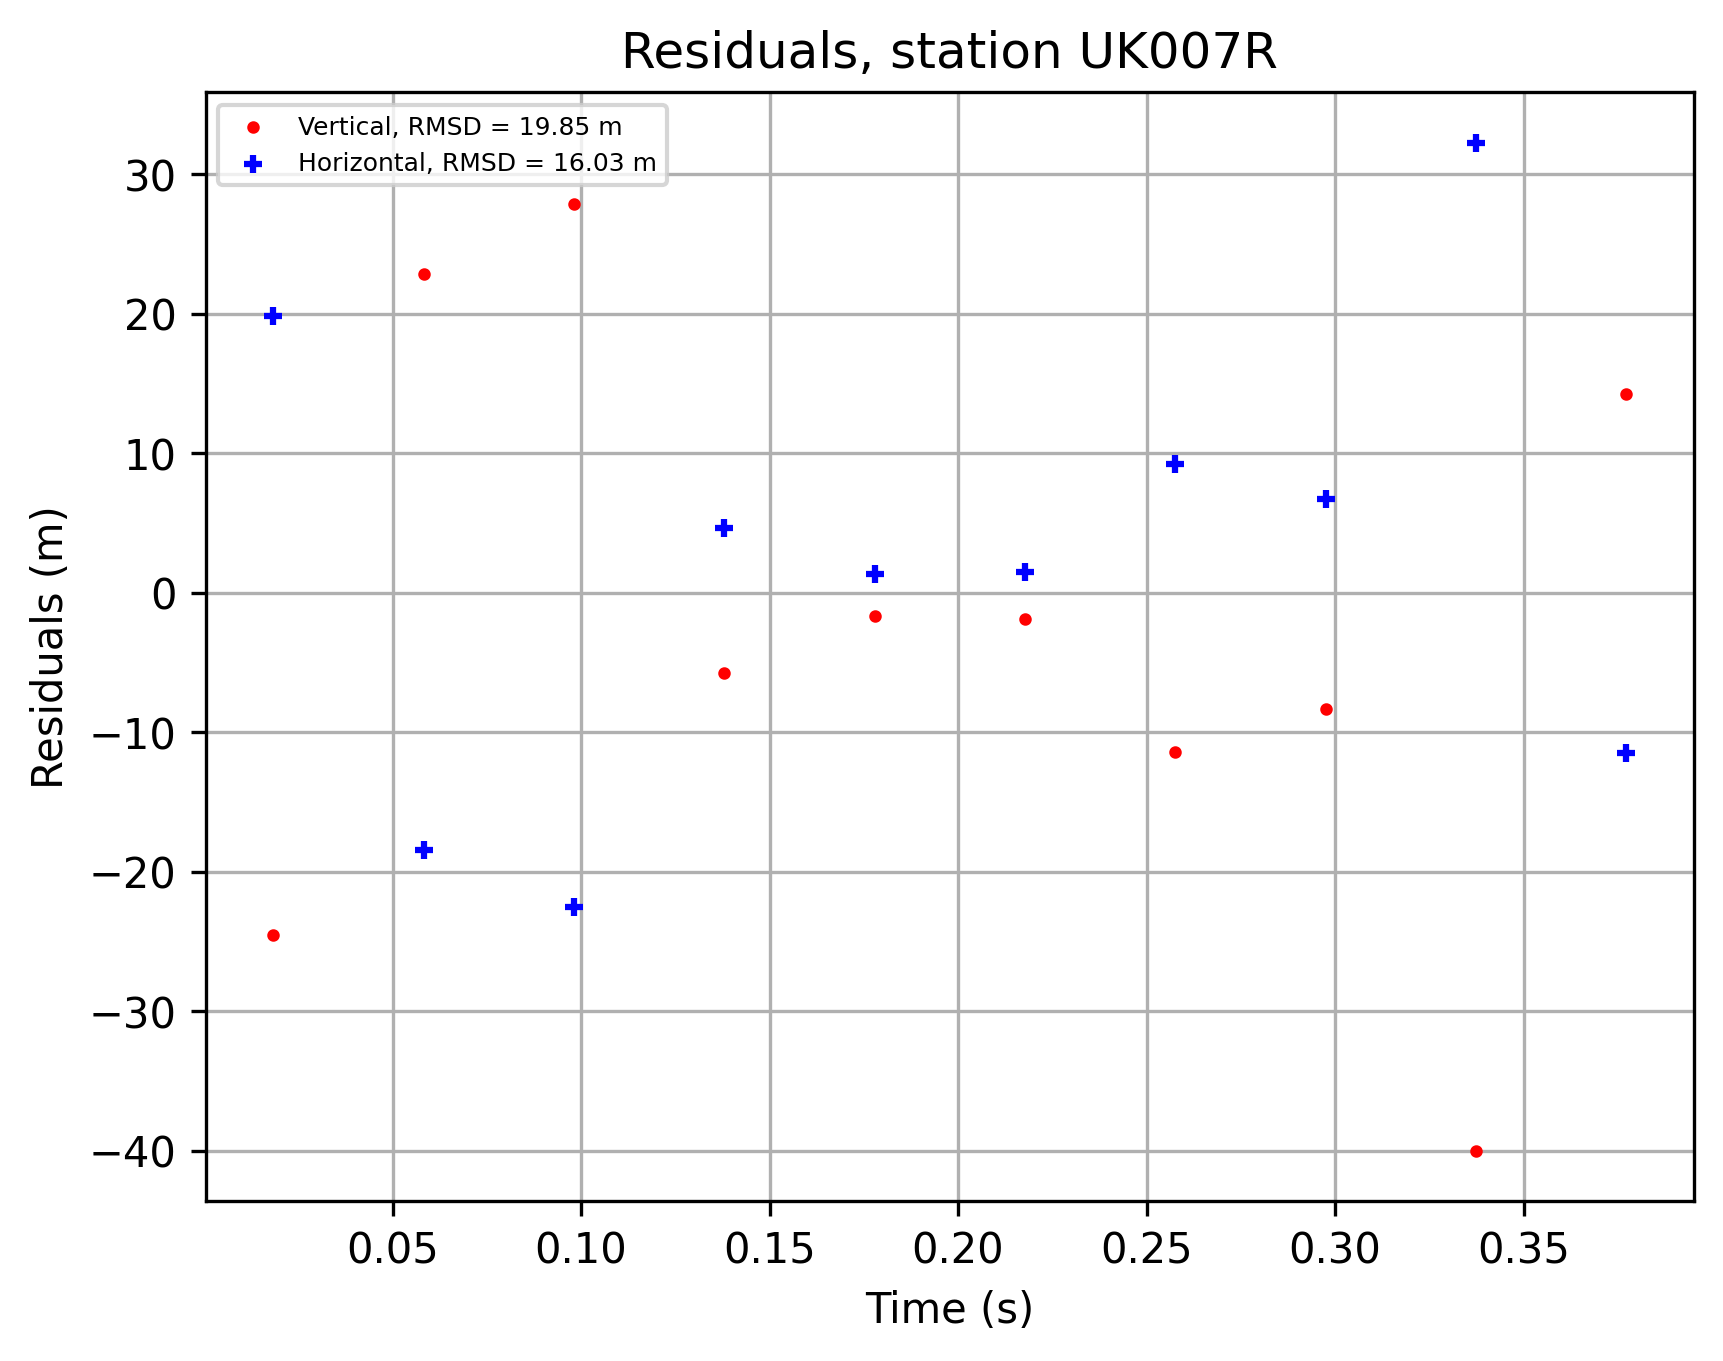 Residuals, station UK007R
Vertical, RMSD = 19.85 m
Horizontal, RMSD = 16.03 m
30
20
10
0
−10
−20
−30
−40
Residuals (m)
0.05 0.10 0.15 0.20 0.25 0.30 0.35
Time (s)